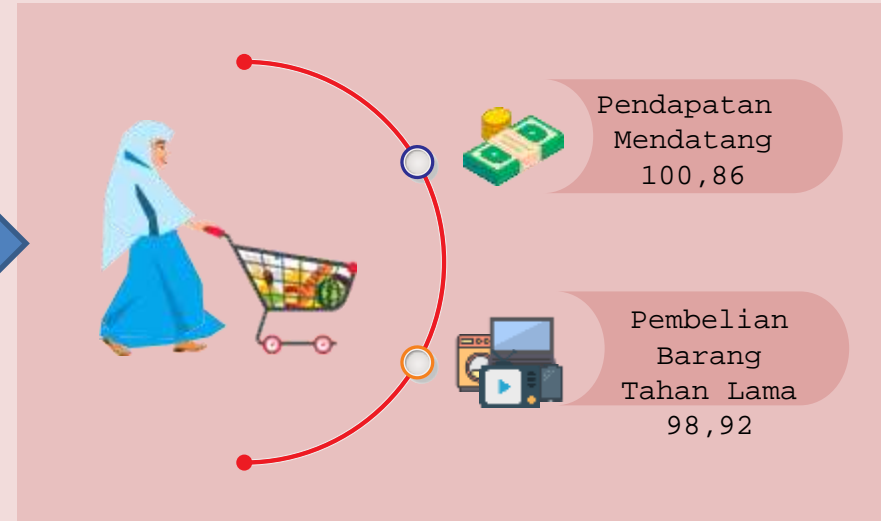 Pendapatan
Mendatang
100,86
Pembelian
Barang
Tahan Lama
98,92